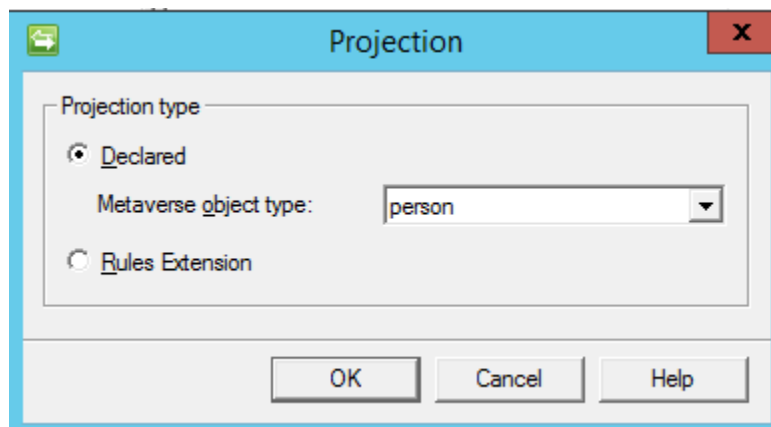 Projection
x
Projection type
Declared
Metaverse object type: person
Rules Extension
OK Cancel Help